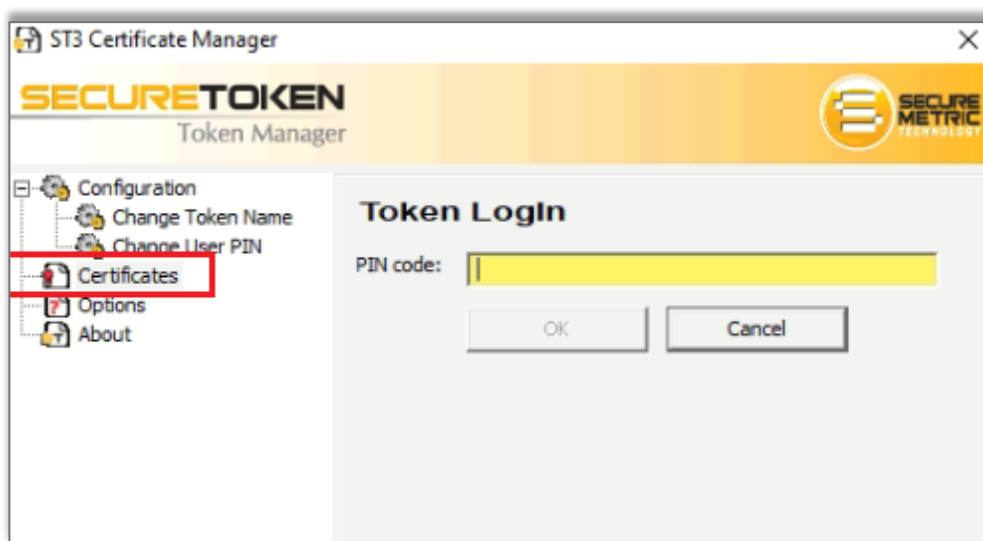 ST3 Certificate Manager
SECURETOKEN
Token Manager
SECURE
METRIC
TECHNOLOGY
Configuration
Change Token Name
Change User PIN
Certificates
Options
About
Token LogIn
PIN code:
OK
Cancel